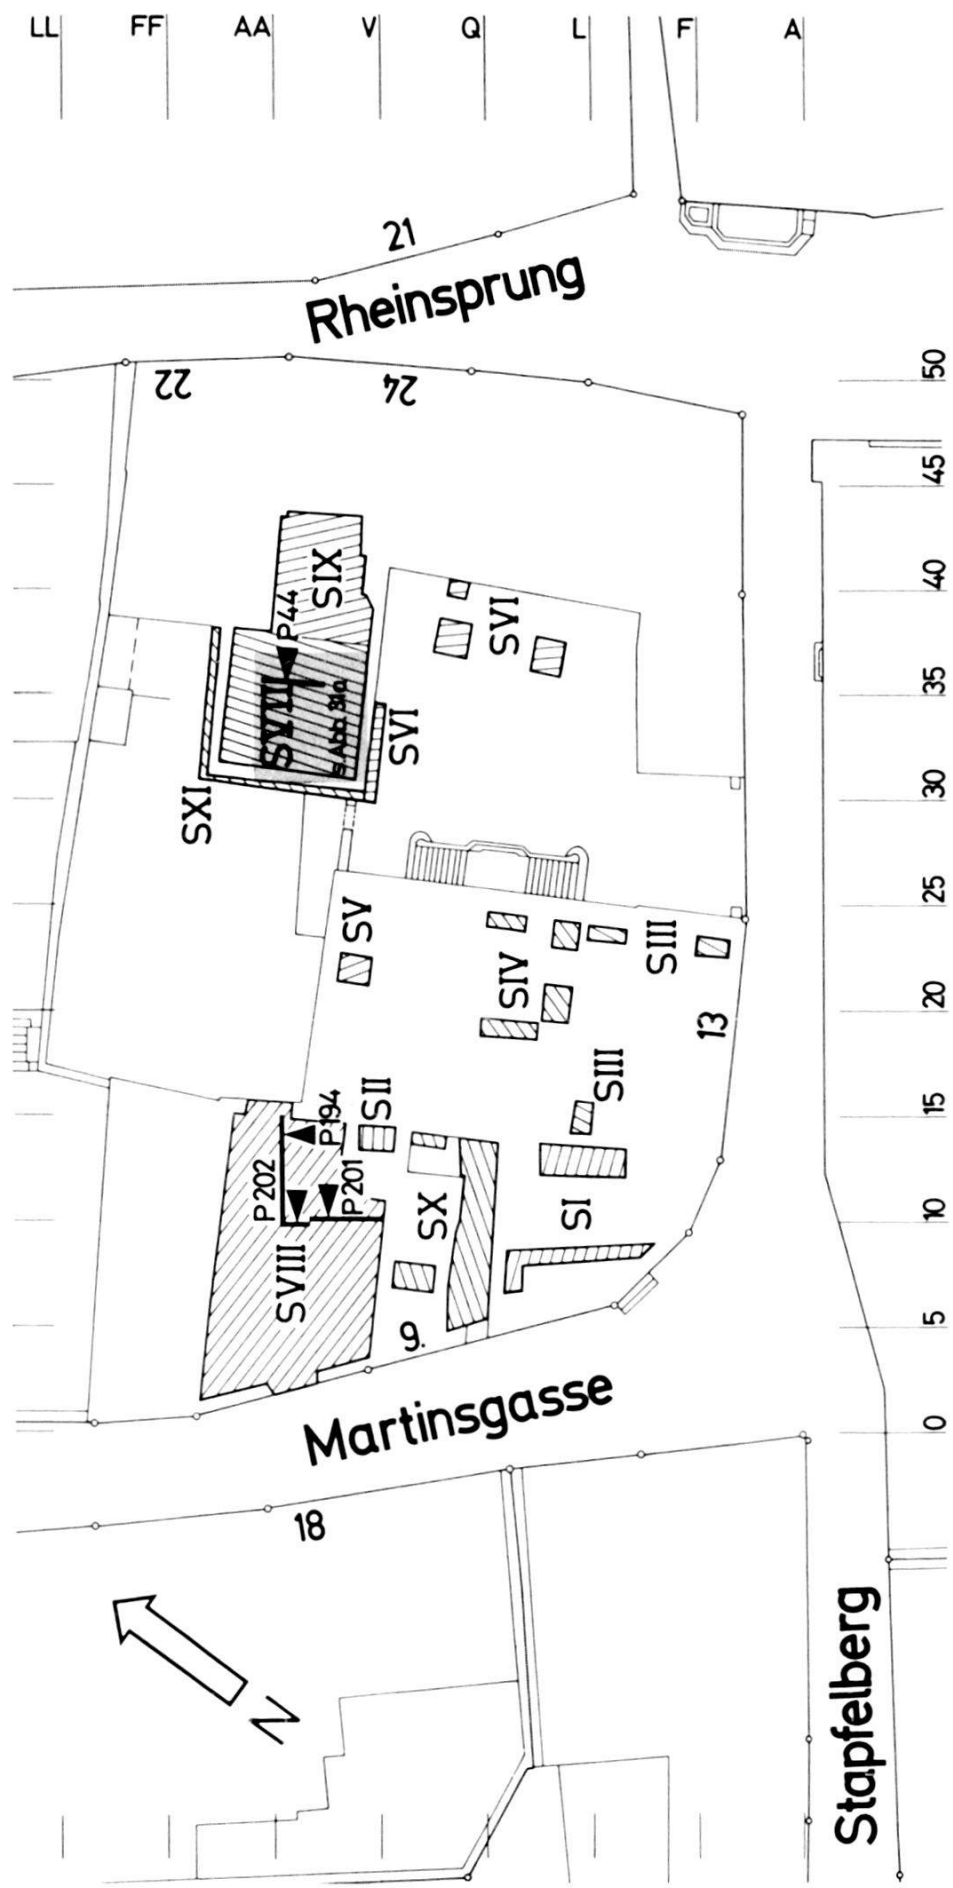 LL FF AA V Q L F A
21
Rheinsprung
22
24
50
45
40
35
30
25
20
15
10
5
0
SIX
P44
SVI
SVII
s. Abb. 31a
SVI
SXI
SV
SIII
SIV
13
SIII
SII
P194
P202
P201
SX
SI
SVIII
9.
Martinsgasse
18
N
Stapfelberg